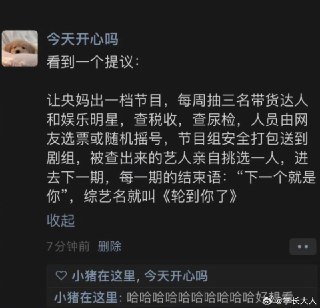 今天开心吗
看到一个提议：
让央妈出一档节目，每周抽三名带货达人
和娱乐明星，查税收，查尿检，人员由网
友选票或随机摇号，节目组安全打包送到
剧组，被查出来的艺人亲自挑选一人，进
去下一期，每一期的结束语：“下一个就是
你”，综艺名就叫《轮到你了》
收起
7分钟前 删除
小猪在这里，今天开心吗
小猪在这里：哈哈哈哈哈哈哈哈哈哈好想看